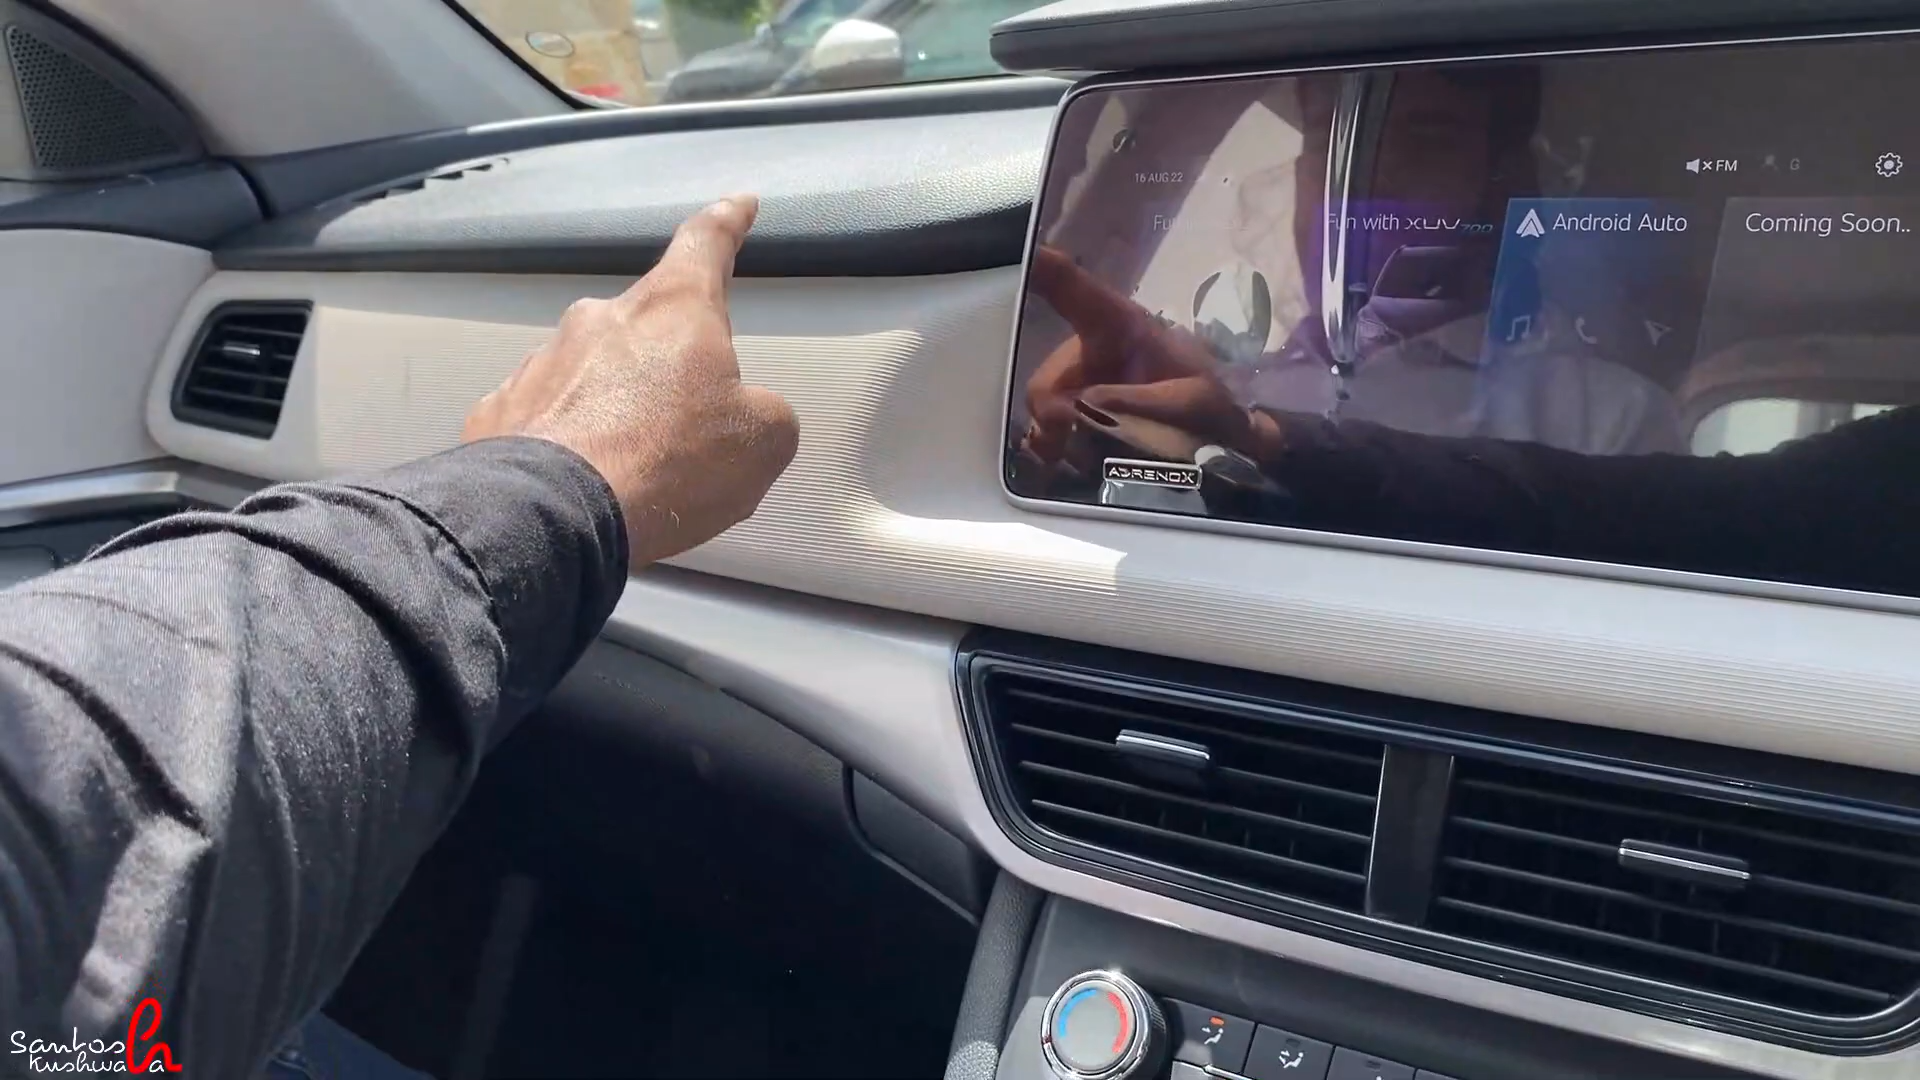 16 AUG 22
FM
G
Fun with XUV700
Android Auto
Coming Soon..
ADRENOX
Santosh
Kushwaha